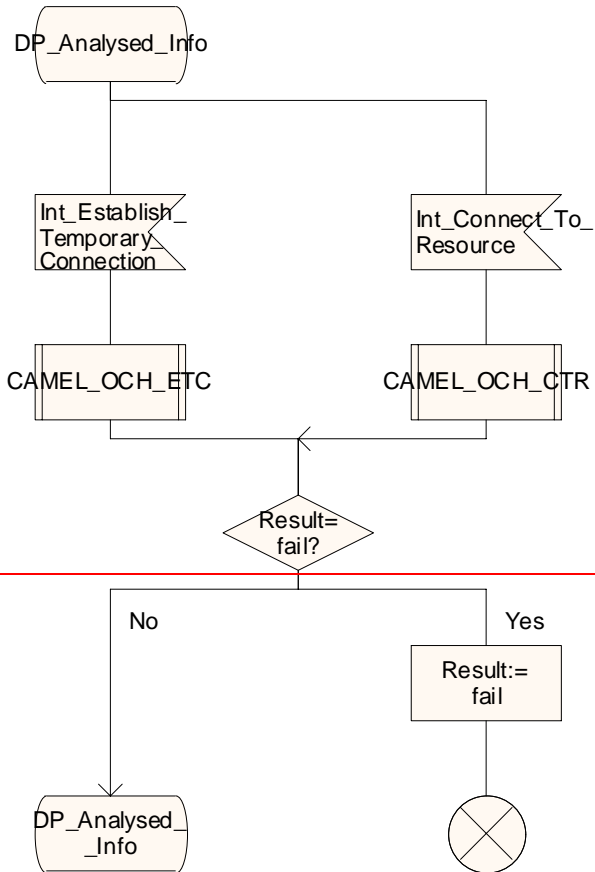 DP_Analysed_Info
Int_Establish_
Temporary_
Connection
Int_Connect_To_
Resource
CAMEL_OCH_ETC
CAMEL_OCH_CTR
Result=
fail?
No
Yes
Result:=
fail
DP_Analysed_
_Info